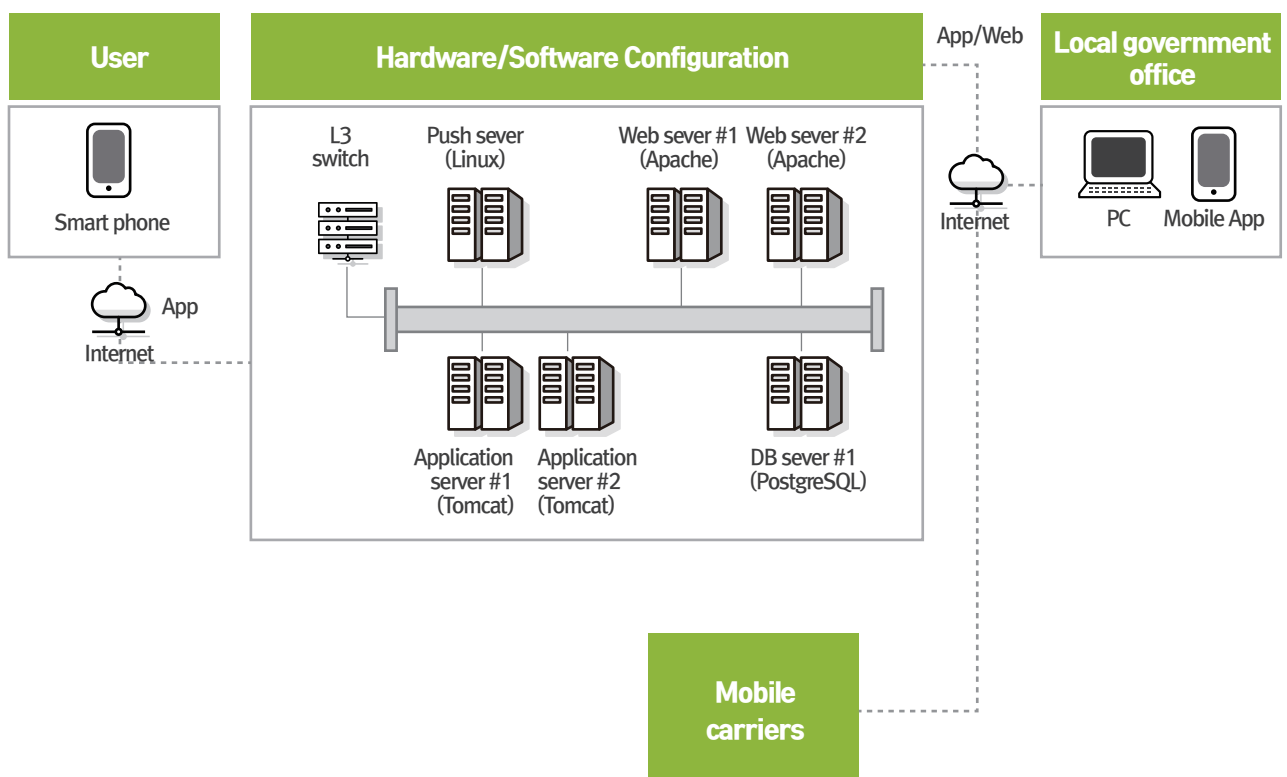 User
Smart phone
App
Internet
Hardware/Software Configuration
L3
switch
Push sever
(Linux)
Web sever #1
(Apache)
Web sever #2
(Apache)
Application
server #1
(Tomcat)
Application
server #2
(Tomcat)
DB sever #1
(PostgreSQL)
App/Web
Internet
Local government
office
PC
Mobile App
Mobile
carriers